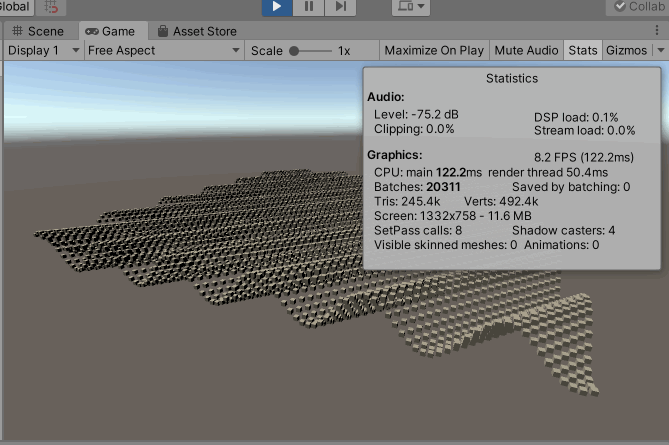 Global
Collab
Scene Game Asset Store
Display 1 Free Aspect Scale 1x Maximize On Play Mute Audio Stats Gizmos
Statistics
Audio:
Level: -75.2 dB DSP load: 0.1%
Clipping: 0.0% Stream load: 0.0%
Graphics: 8.2 FPS (122.2ms)
CPU: main 122.2ms render thread 50.4ms
Batches: 20311 Saved by batching: 0
Tris: 245.4k Verts: 492.4k
Screen: 1332x758 - 11.6 MB
SetPass calls: 8 Shadow casters: 4
Visible skinned meshes: 0 Animations: 0